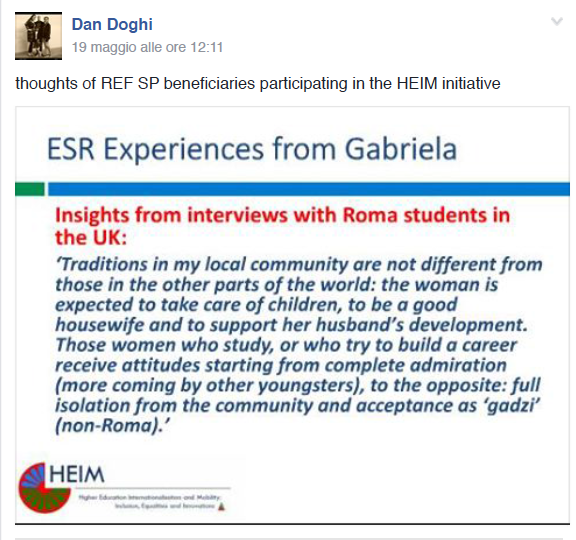 Dan Doghi
19 maggio alle ore 12:11
thoughts of REF SP beneficiaries participating in the HEIM initiative
ESR Experiences from Gabriela
Insights from interviews with Roma students in
the UK:
‘Traditions in my local community are not different from
those in the other parts of the world: the woman is
expected to take care of children, to be a good
housewife and to support her husband’s development.
Those women who study, or who try to build a career
receive attitudes starting from complete admiration
(more coming by other youngsters), to the opposite: full
isolation from the community and acceptance as ‘gadzi’
(non-Roma).’
HEIM
Higher Education Internationalisation and Mobility:
Inclusion, Equalities and Innovations